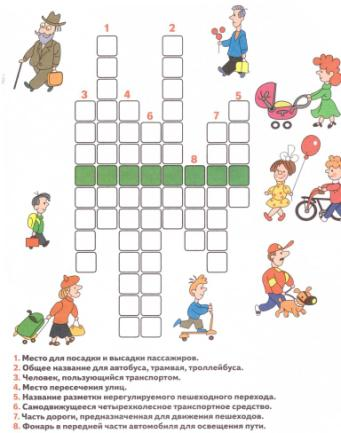 1 2
3 4 5
6 7
8
1. Место для посадки и высадки пассажиров.
2. Общее название для автобуса, трамвая, троллейбуса.
3. Человек, пользующийся транспортом.
4. Место пересечения улиц.
5. Название разметки нерегулируемого пешеходного перехода.
6. Самодвижущееся четырехколесное транспортное средство.
7. Часть дороги, предназначенная для движения пешеходов.
8. Фонарь в передней части автомобиля для освещения пути.